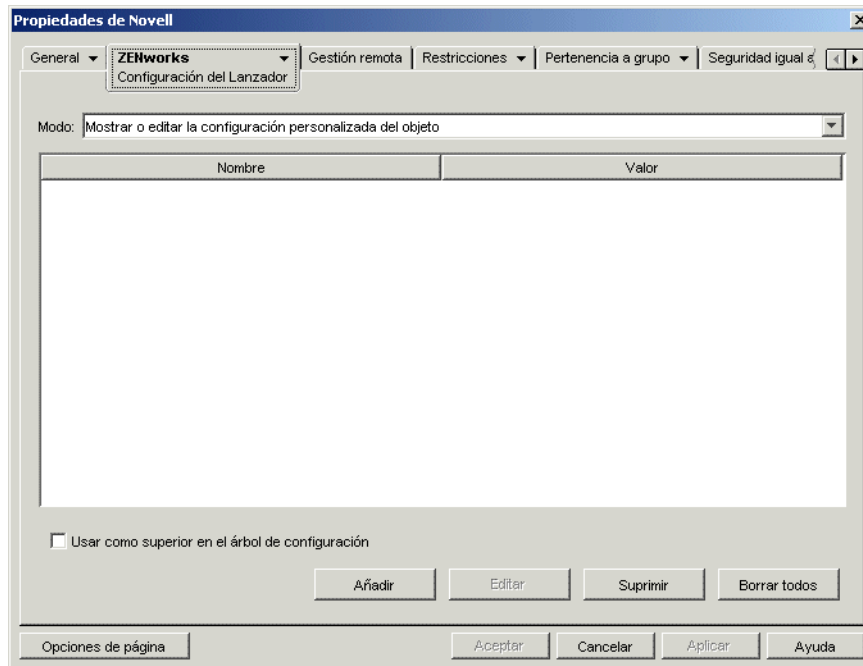 Propiedades de Novell
General
ZENworks
Configuración del Lanzador
Gestión remota
Restricciones
Pertenencia a grupo
Seguridad igual
Modo: Mostrar o editar la configuración personalizada del objeto
Nombre Valor
Usar como superior en el árbol de configuración
Añadir Editar Suprimir Borrar todos
Opciones de página Aceptar Cancelar Aplicar Ayuda